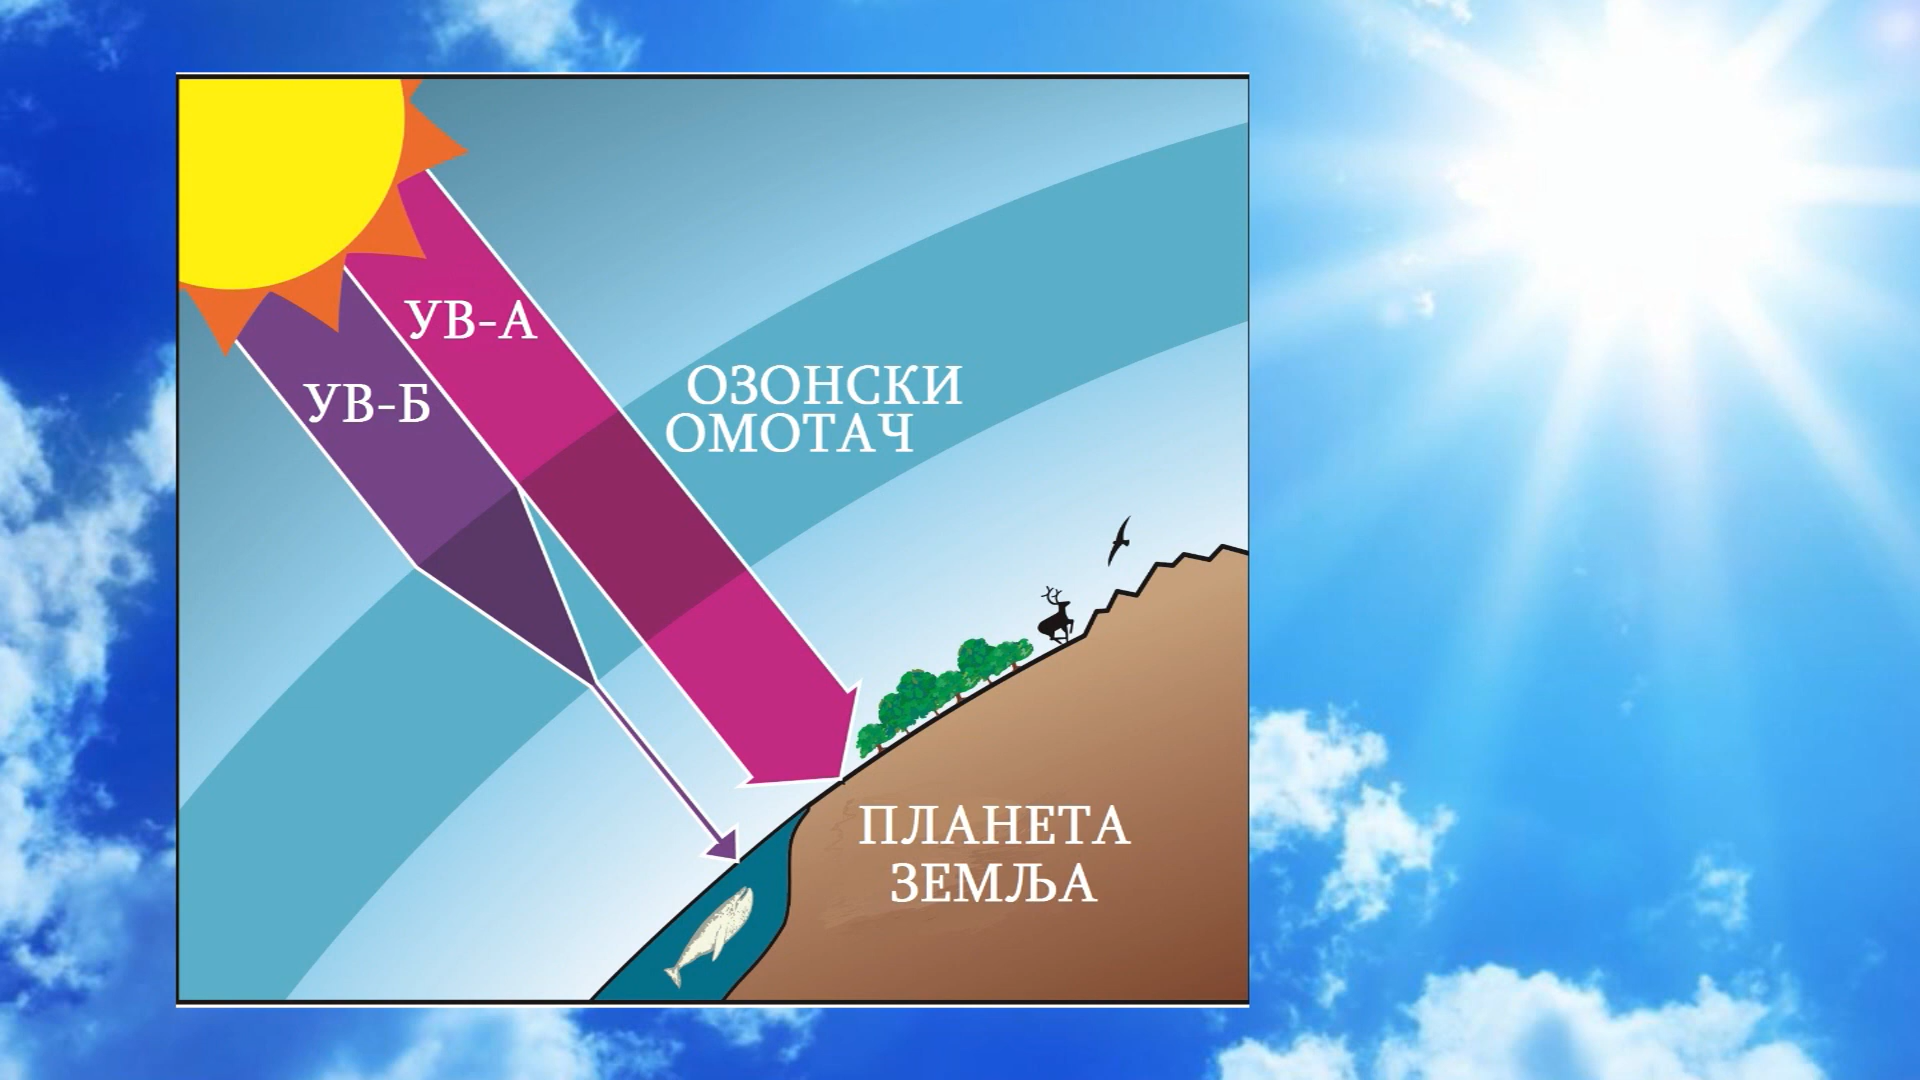 УВ-А
УВ-Б
ОЗОНСКИ
ОМОТАЧ
ПЛАНЕТА
ЗЕМЉА